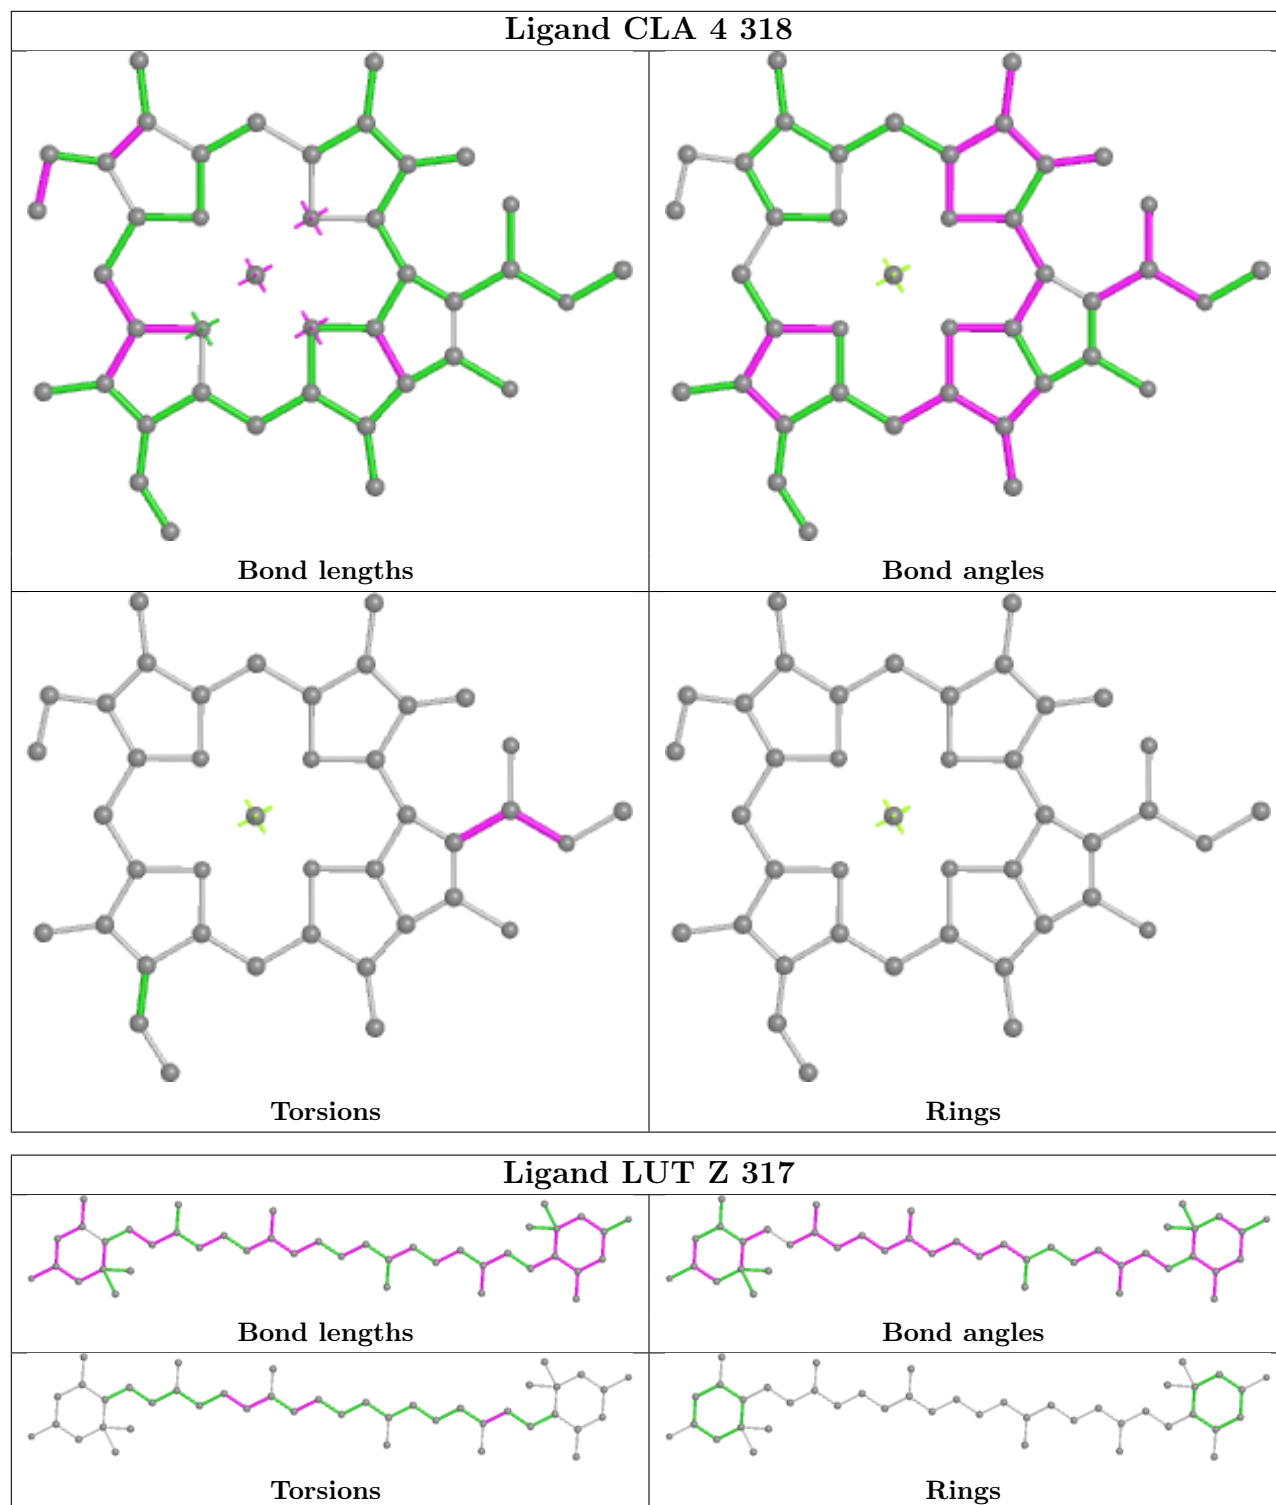 Ligand CLA 4 318
Bond lengths
Bond angles
Torsions
Rings
Ligand LUT Z 317
Bond lengths
Bond angles
Torsions
Rings